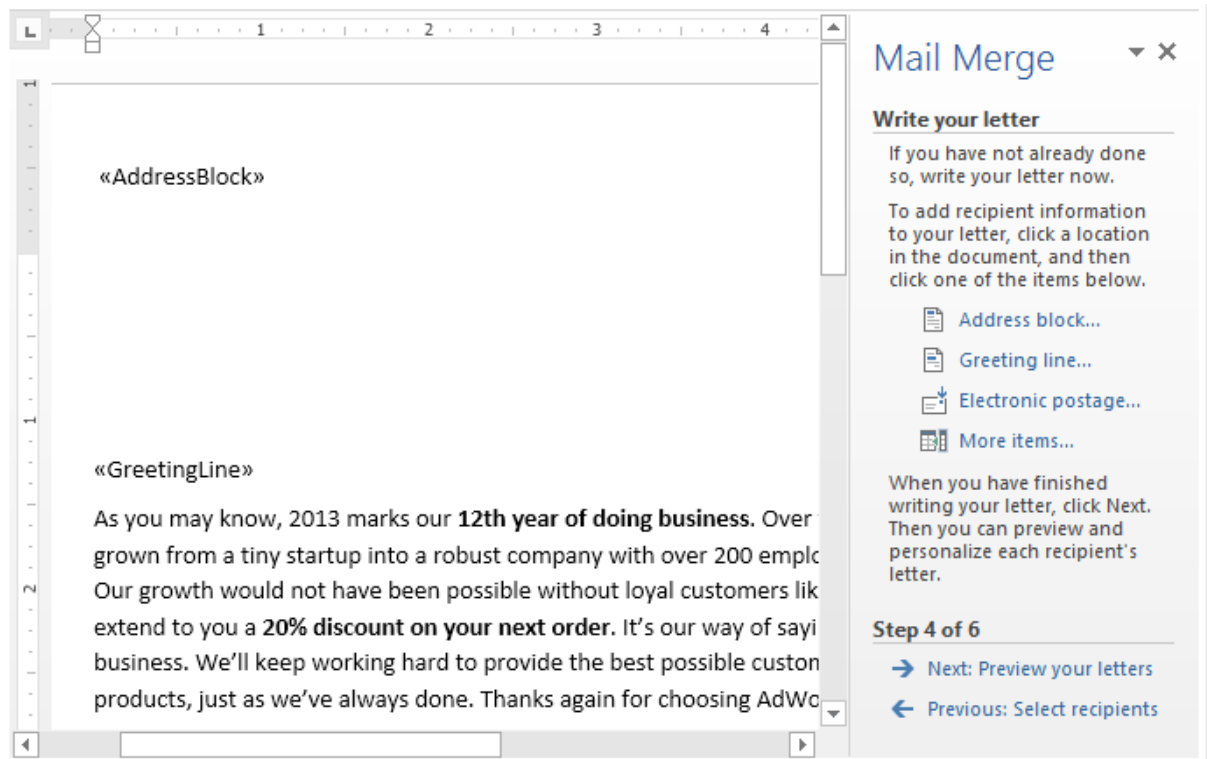 L
1 2 3 4
1
1
2
«AddressBlock»
«GreetingLine»
As you may know, 2013 marks our 12th year of doing business. Over
grown from a tiny startup into a robust company with over 200 emplo
Our growth would not have been possible without loyal customers lik
extend to you a 20% discount on your next order. It’s our way of sayi
business. We’ll keep working hard to provide the best possible custon
products, just as we’ve always done. Thanks again for choosing AdWo
Mail Merge
Write your letter
If you have not already done
so, write your letter now.
To add recipient information
to your letter, click a location
in the document, and then
click one of the items below.
Address block...
Greeting line...
Electronic postage...
More items...
When you have finished
writing your letter, click Next.
Then you can preview and
personalize each recipient's
letter.
Step 4 of 6
Next: Preview your letters
Previous: Select recipients